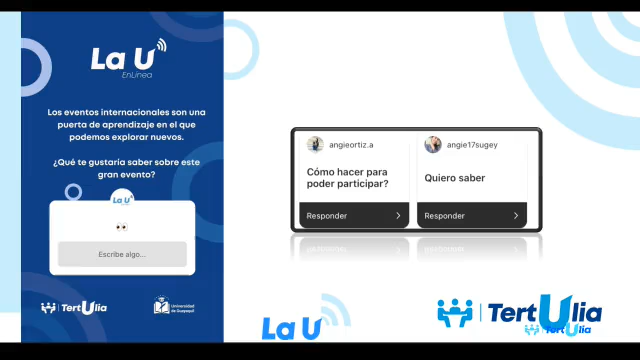 La U
EnLínea
Los eventos internacionales son una
puerta de aprendizaje en el que
podemos explorar nuevos.
¿Qué te gustaría saber sobre este
gran evento?
La U
Escribe algo...
TertUlia
Universidad
de Guayaquil
angieortiz.a
Cómo hacer para
poder participar?
Responder
angie17sugey
Quiero saber
Responder
La U
TertUlia
TertUlia